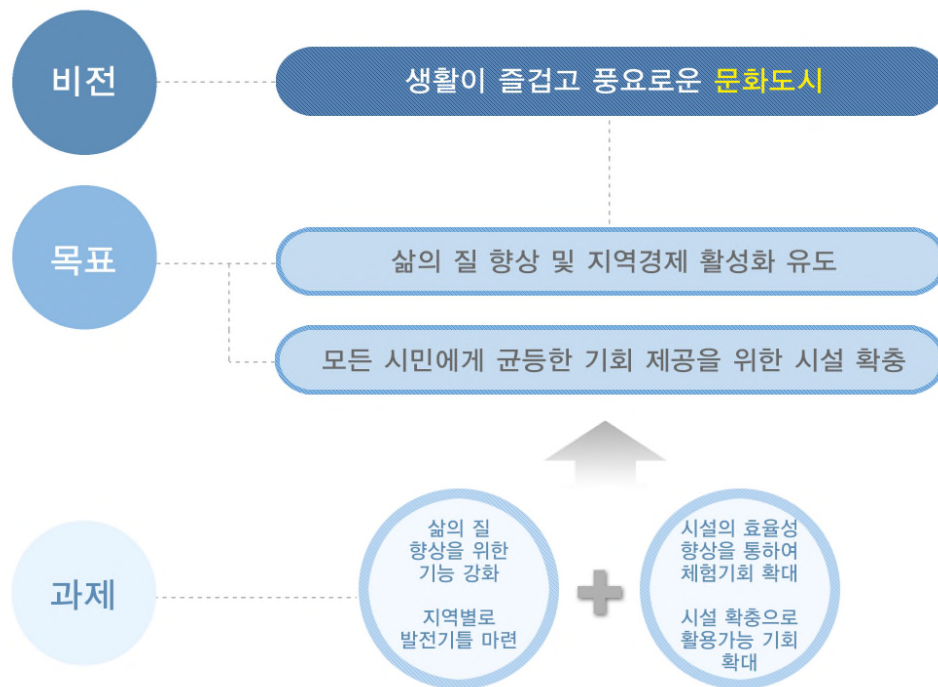 비전
생활이 즐겁고 풍요로운 문화도시
목표
삶의 질 향상 및 지역경제 활성화 유도
모든 시민에게 균등한 기회 제공을 위한 시설 확충
과제
삶의 질
향상을 위한
기능 강화
지역별로
발전기틀 마련
+
시설의 효율성
향상을 통하여
체험기회 확대
시설 확충으로
활용가능 기회
확대